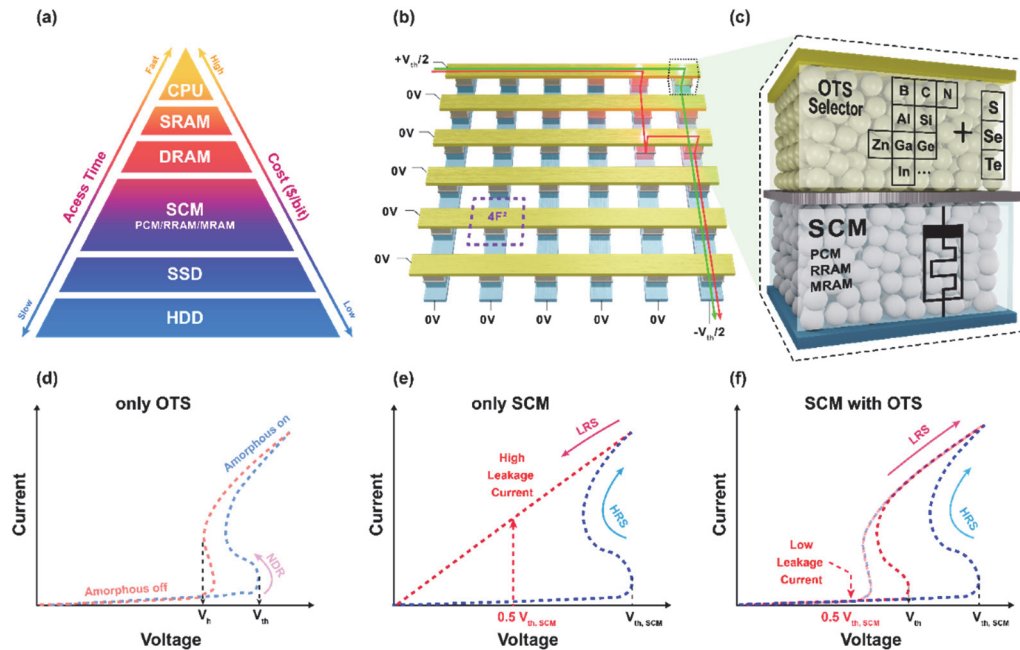 (a)
Fast
High
CPU
SRAM
DRAM
SCM
PCM/RRAM/MRAM
SSD
HDD
Acess Time
Cost ($/bit)
Slow
Low
(b)
+Vth/2
0V
0V
0V
0V
0V
4F²
0V 0V 0V 0V 0V
-Vth/2
(c)
OTS
Selector
B C N
Al Si
Zn Ga Ge
In ...
+
S
Se
Te
SCM
PCM
RRAM
MRAM
(d)
only OTS
Current
Amorphous on
NDR
Amorphous off
Vh Vth
Voltage
(e)
only SCM
Current
LRS
High
Leakage
Current
HRS
0.5 Vth, SCM Vth, SCM
Voltage
(f)
SCM with OTS
Current
LRS
HRS
Low
Leakage
Current
0.5 Vth, SCM Vth Vth, SCM
Voltage